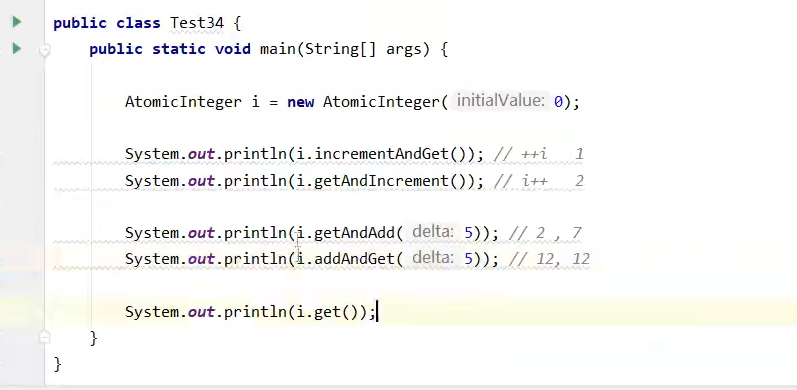 public class Test34 {
public static void main(String[] args) {
AtomicInteger i = new AtomicInteger( initialValue: 0);
System.out.println(i.incrementAndGet()); // ++i 1
System.out.println(i.getAndIncrement()); // i++ 2
System.out.println(i.getAndAdd( delta: 5)); // 2 , 7
System.out.println(i.addAndGet( delta: 5)); // 12, 12
System.out.println(i.get());
}
}